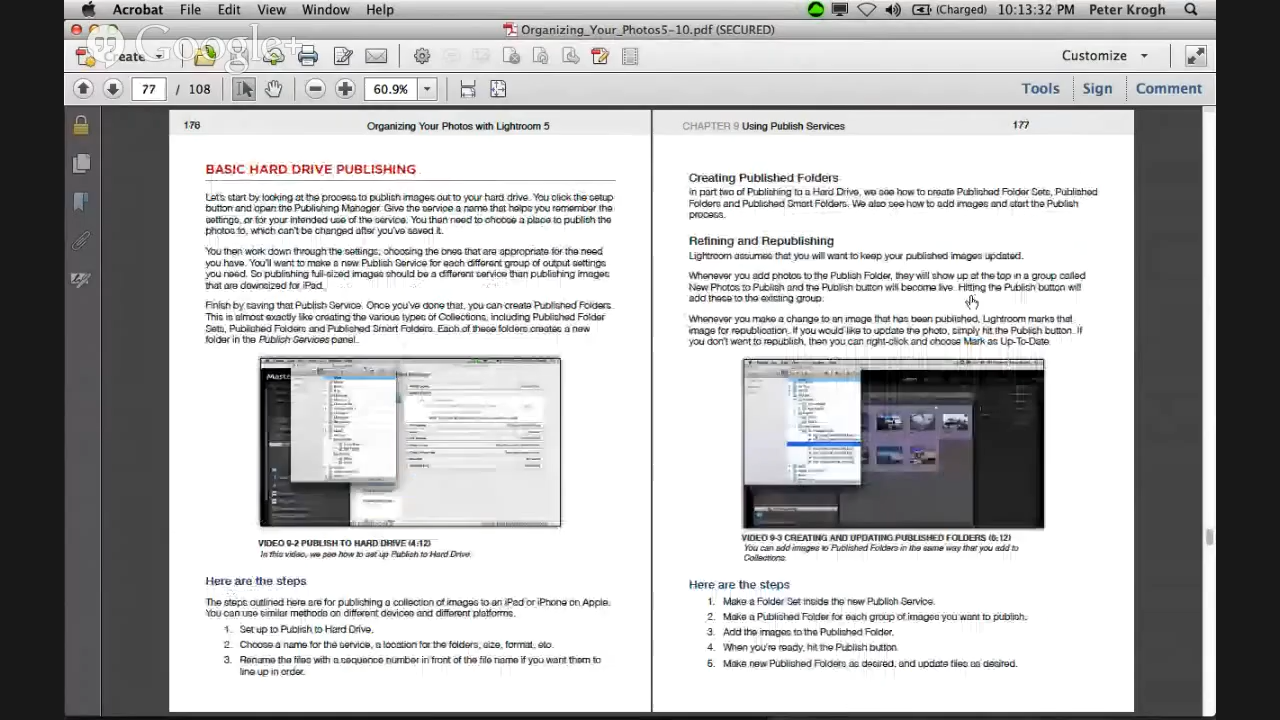 Acrobat File Edit View Window Help (Charged) 10:13:32 PM Peter Krogh
Organizing_Your_Photos5-10.pdf (SECURED)
Google+
Create Customize
77 / 108 60.9% Tools Sign Comment
176 Organizing Your Photos with Lightroom 5
BASIC HARD DRIVE PUBLISHING
Let's start by looking at the process to publish images out to your hard drive. You click the setup
button and open the Publishing Manager. Give the service a name that helps you remember the
settings, or for your intended use of the service. You then need to choose a place to publish the
photos to, which can't be changed after you've saved it.
You then work down through the settings, choosing the ones that are appropriate for the need
you have. You'll want to make a new Publish Service for each different group of output settings
you need. So publishing full-sized images should be a different service than publishing images
that are downsized for iPad.
Finish by saving that Publish Service. Once you've done that, you can create Published Folders.
This is almost exactly like creating the various types of Collections, including Published Folder
Sets, Published Folders and Published Smart Folders. Each of these folders creates a new
folder in the Publish Services panel.
VIDEO 9-2 PUBLISH TO HARD DRIVE (4:12)
In this video, we see how to set up Publish to Hard Drive.
Here are the steps
The steps outlined here are for publishing a collection of images to an iPad or iPhone on Apple.
You can use similar methods on different devices and different platforms.
1. Set up to Publish to Hard Drive.
2. Choose a name for the service, a location for the folders, size, format, etc.
3. Rename the files with a sequence number in front of the file name if you want them to
line up in order.
CHAPTER 9 Using Publish Services 177
Creating Published Folders
In part two of Publishing to a Hard Drive, we see how to create Published Folder Sets, Published
Folders and Published Smart Folders. We also see how to add images and start the Publish
process.
Refining and Republishing
Lightroom assumes that you will want to keep your published images updated.
Whenever you add photos to the Publish Folder, they will show up at the top in a group called
New Photos to Publish and the Publish button will become live. Hitting the Publish button will
add these to the existing group.
Whenever you make a change to an image that has been published, Lightroom marks that
image for republication. If you would like to update the photo, simply hit the Publish button. If
you don't want to republish, then you can right-click and choose Mark as Up-To-Date.
VIDEO 9-3 CREATING AND UPDATING PUBLISHED FOLDERS (6:12)
You can add images to Published Folders in the same way that you add to
Collections.
Here are the steps
1. Make a Folder Set inside the new Publish Service.
2. Make a Published Folder for each group of images you want to publish.
3. Add the images to the Published Folder.
4. When you're ready, hit the Publish button.
5. Make new Published Folders as desired, and update files as desired.